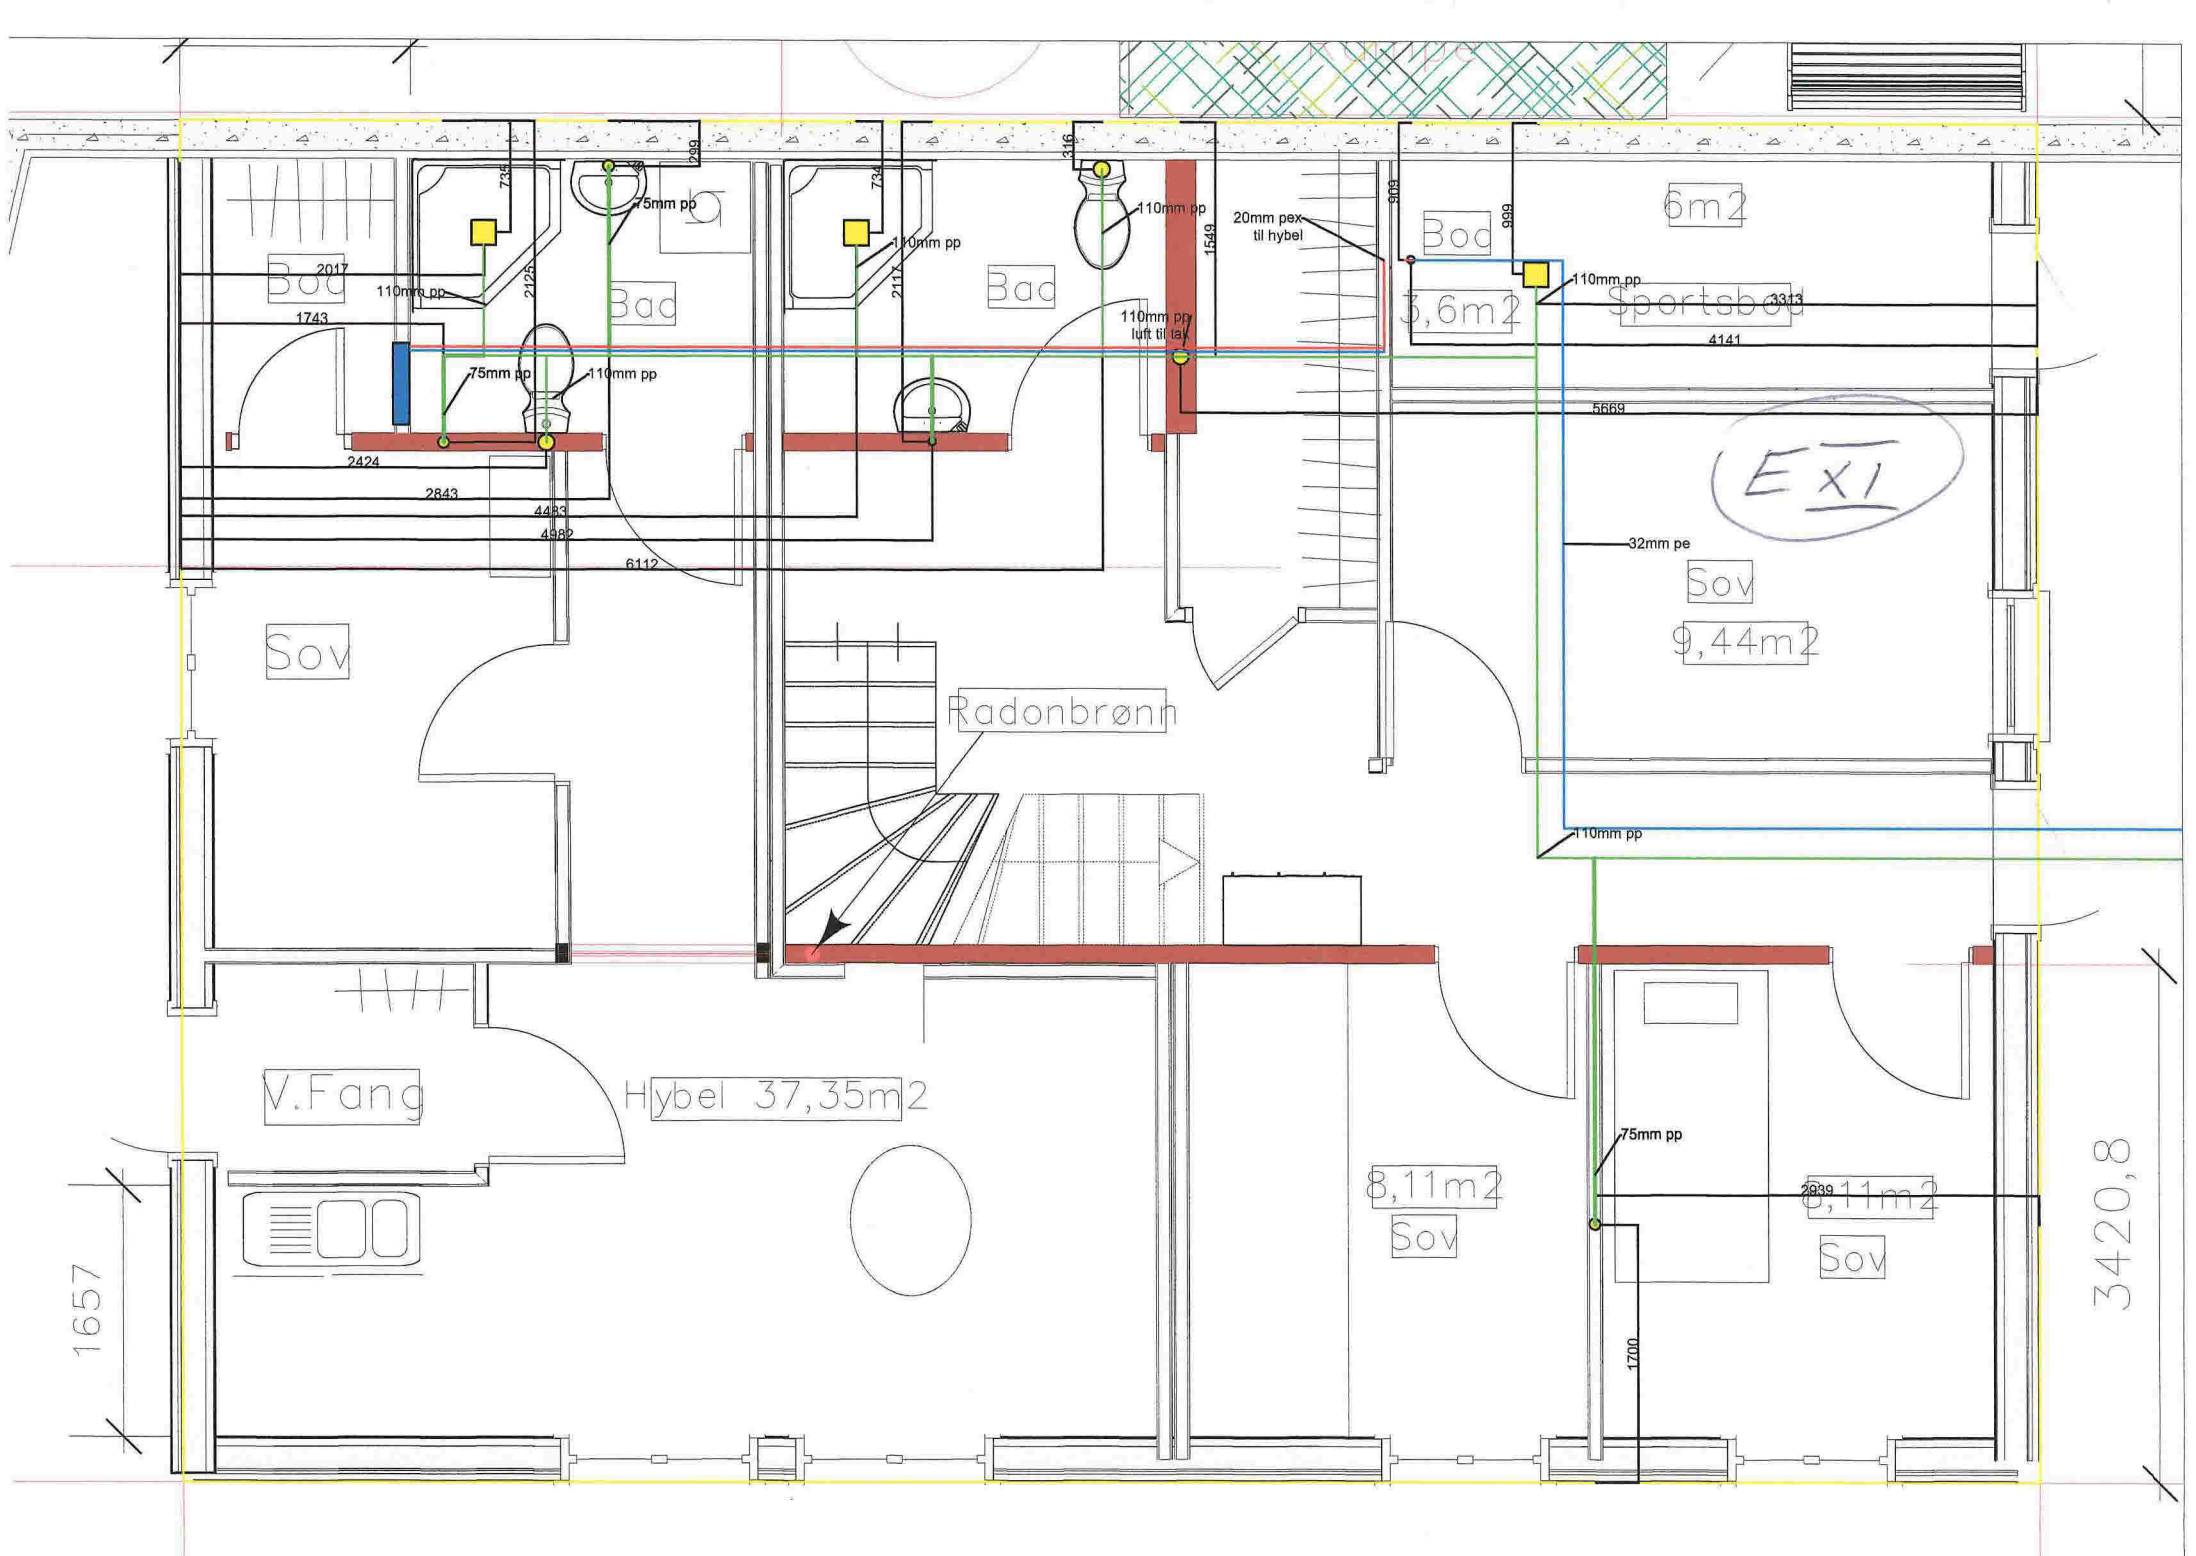 735
299
734
2117
316
1549
909
999
6m2
75mm pp
110mm pp
110mm pp
20mm pex
til hybel
Bod
Bod
2017
110mm pp
2125
Bad
Bad
110mm pp
3,6m2
Sportsbod
3313
1743
110mm pp
luft til tak
4141
75mm pp
110mm pp
5669
2424
2843
4483
4982
6112
EXI
32mm pe
Sov
9,44m2
Sov
Radonbrønn
110mm pp
V.Fang
Hybel 37,35m2
75mm pp
8,11m2
Sov
2939
8,11m2
Sov
1700
1657
3420,8